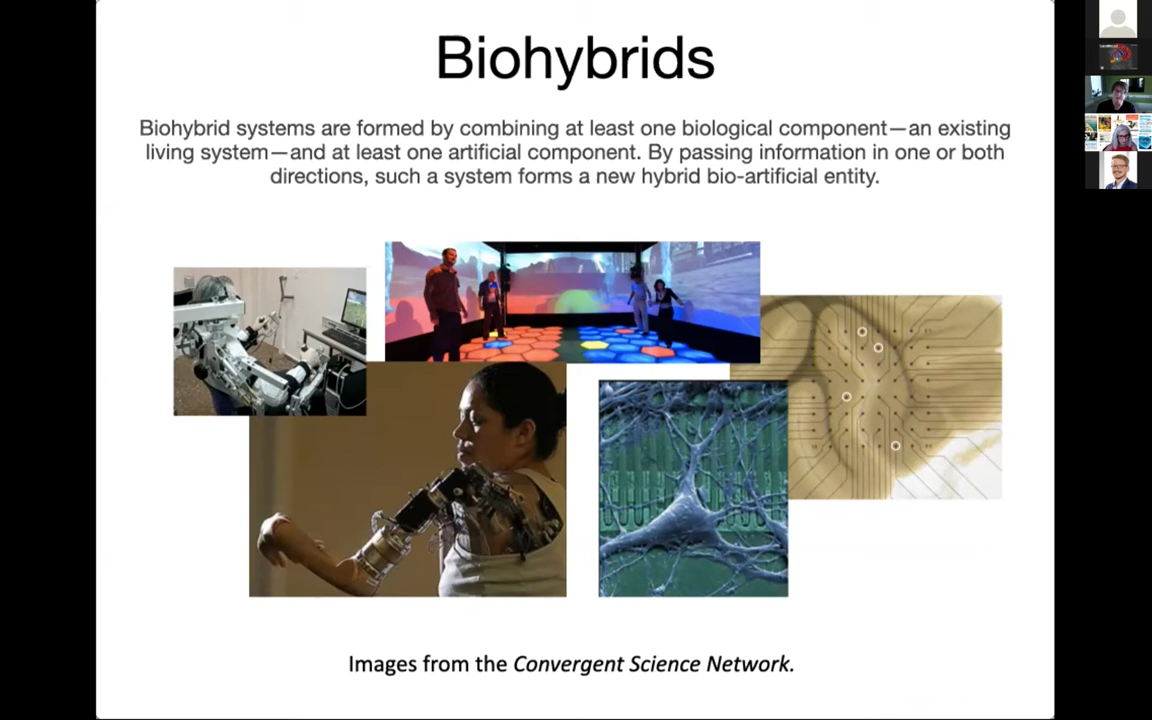 Biohybrids
Biohybrid systems are formed by combining at least one biological component—an existing
living system—and at least one artificial component. By passing information in one or both
directions, such a system forms a new hybrid bio-artificial entity.
Images from the Convergent Science Network.